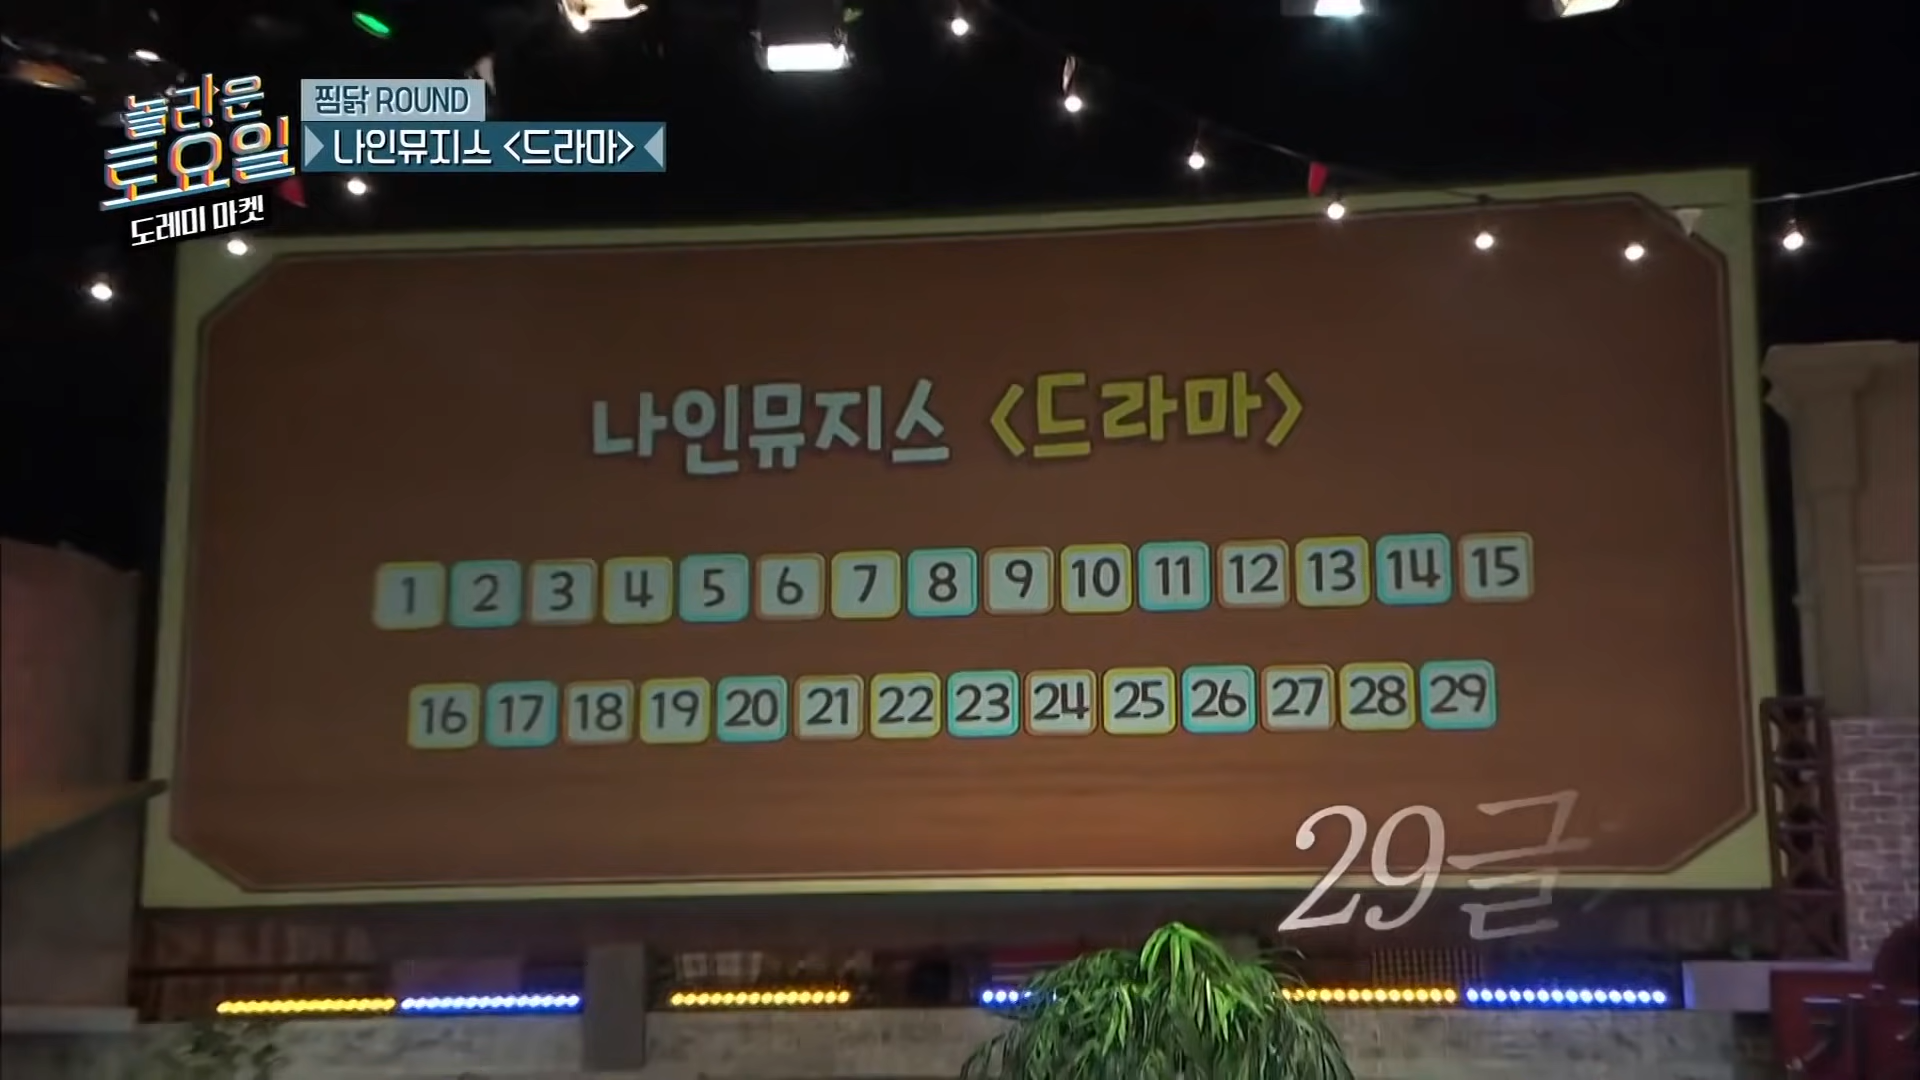 놀라운
토요일
도레미 마켓
찜닭 ROUND
나인뮤지스 <드라마>
나인뮤지스 <드라마>
1 2 3 4 5 6 7 8 9 10 11 12 13 14 15
16 17 18 19 20 21 22 23 24 25 26 27 28 29
29글